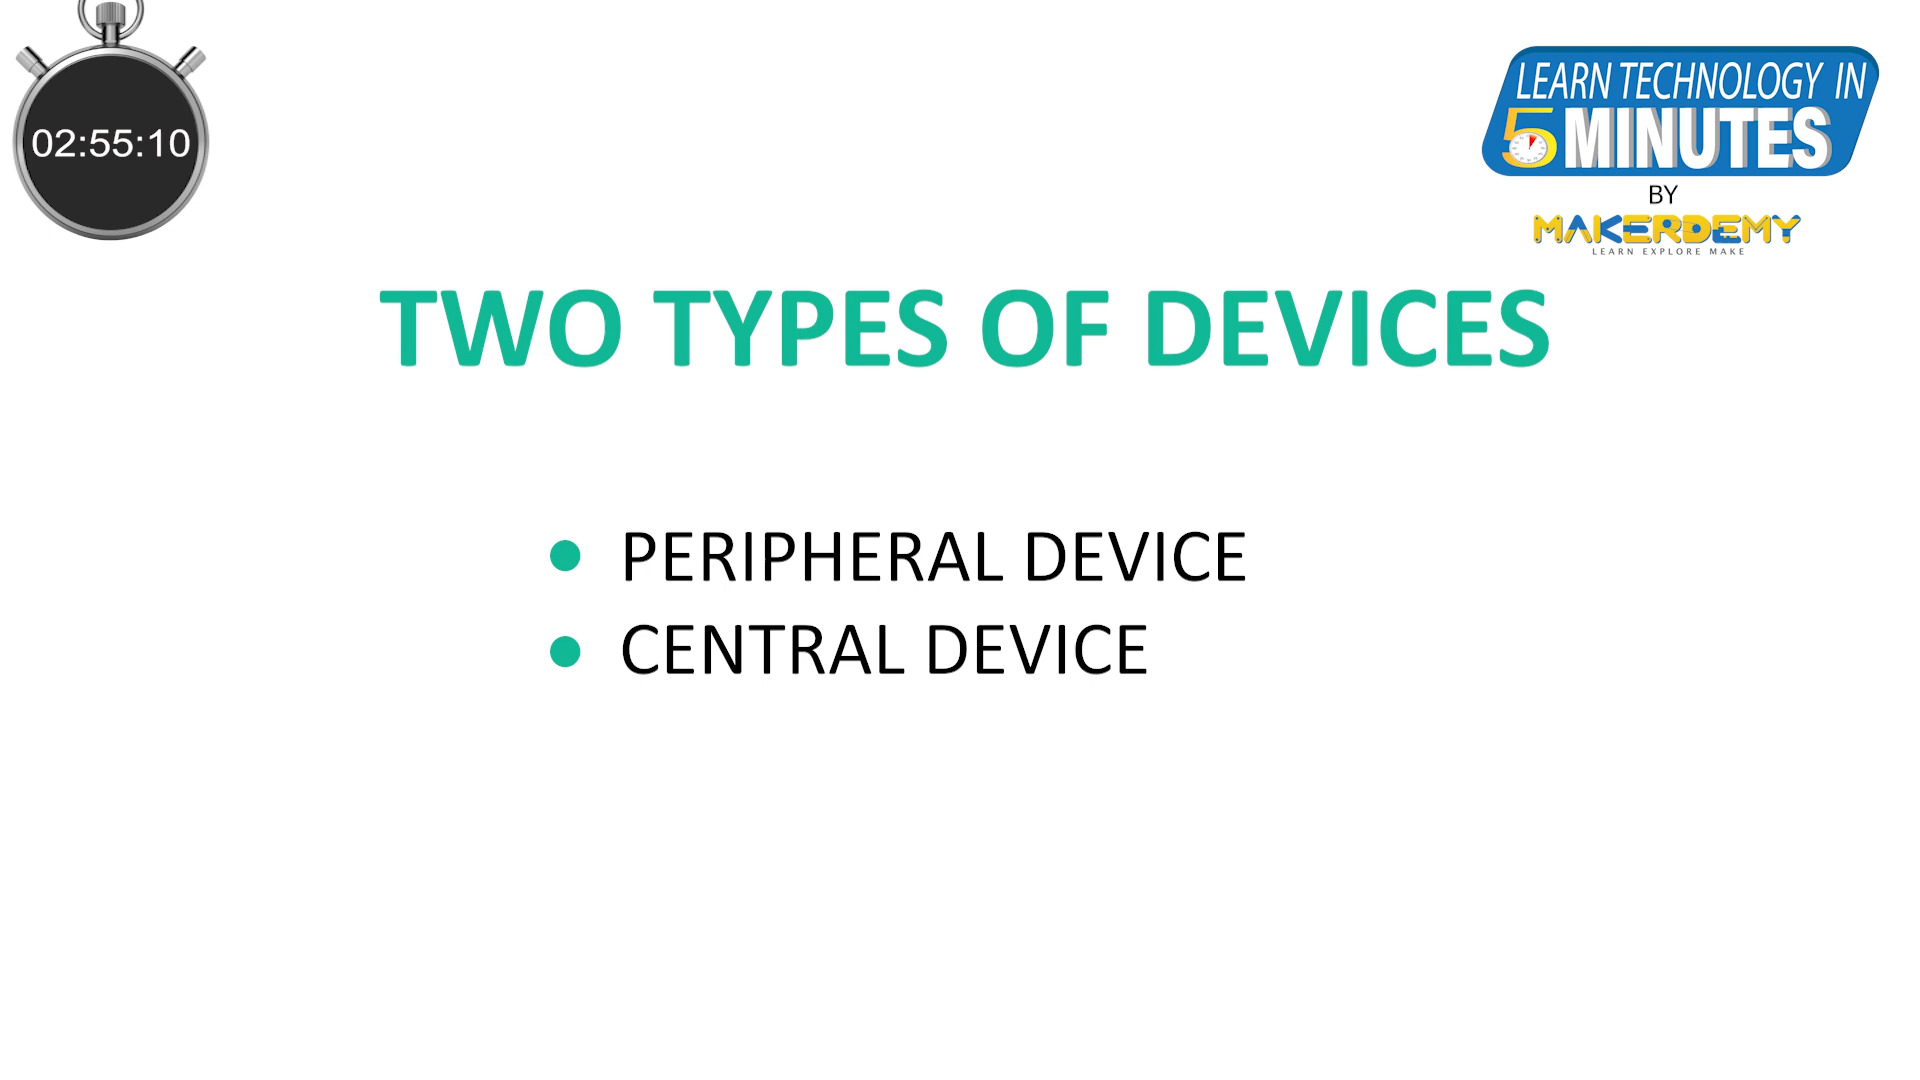 02:55:10
LEARN TECHNOLOGY IN
5 MINUTES
BY
MAKERDEMY
LEARN EXPLORE MAKE
TWO TYPES OF DEVICES
PERIPHERAL DEVICE
CENTRAL DEVICE